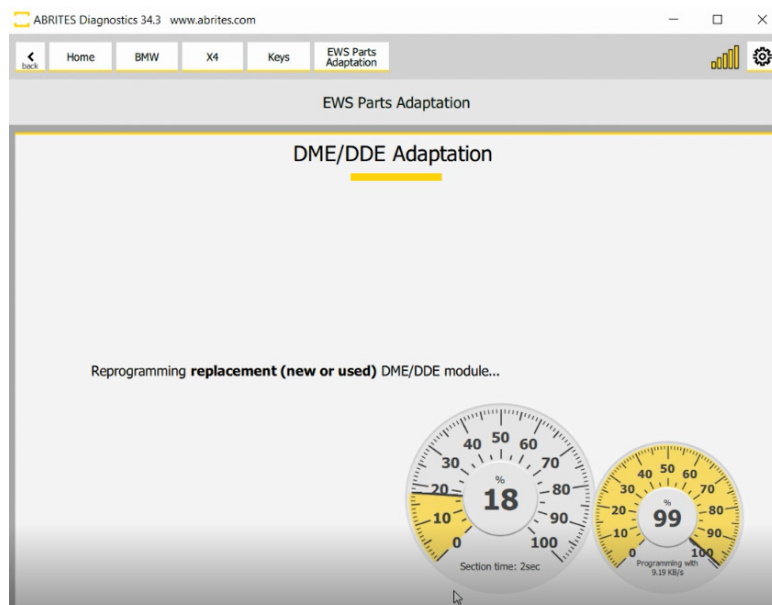 ABRITES Diagnostics 34.3 www.abrites.com
back
Home
BMW
X4
Keys
EWS Parts
Adaptation
EWS Parts Adaptation
DME/DDE Adaptation
Reprogramming replacement (new or used) DME/DDE module...
0
10
20
30
40
50
60
70
80
90
100
%
18
Section time: 2sec
0
10
20
30
40
50
60
70
80
90
100
%
99
Programming with
9.19 KB/s